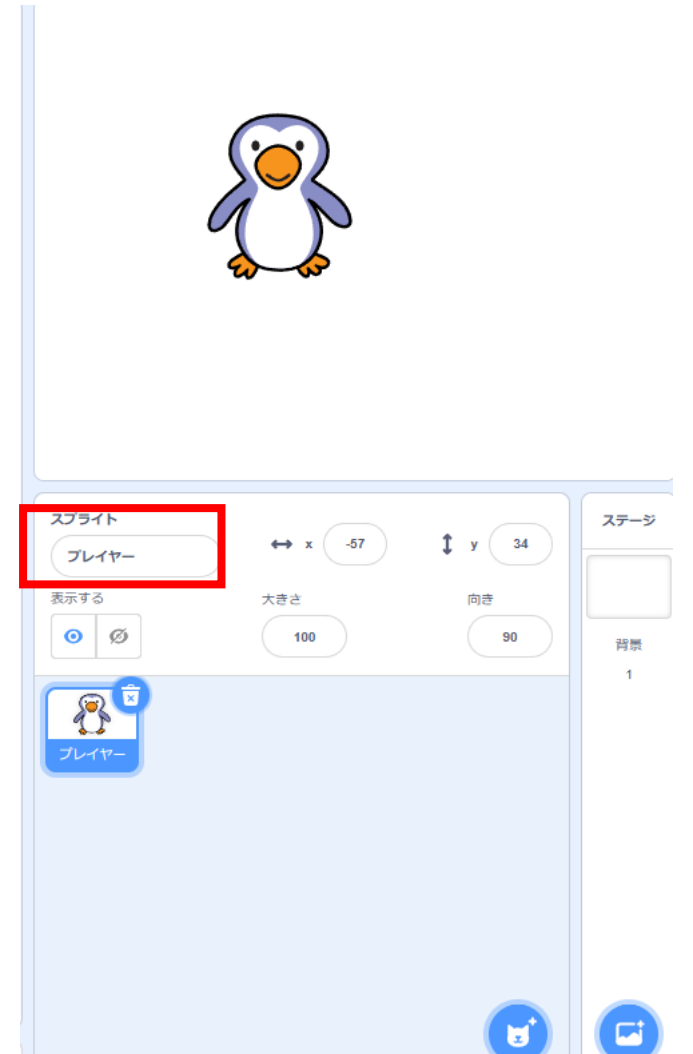 スプライト
プレイヤー
x -57
y 34
表示する
大きさ
100
向き
90
プレイヤー
ステージ
背景
1